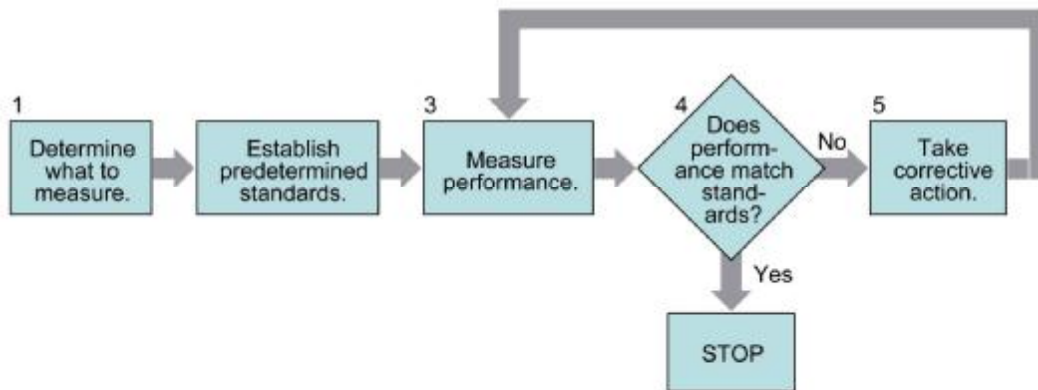 1
Determine
what to
measure.
Establish
predetermined
standards.
3
Measure
performance.
4
Does
perform-
ance match
stand-
ards?
No
5
Take
corrective
action.
Yes
STOP